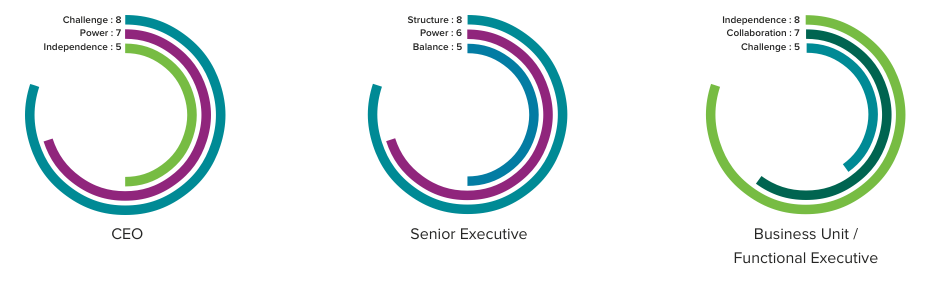 Challenge : 8
Power : 7
Independence : 5
CEO
Structure : 8
Power : 6
Balance : 5
Senior Executive
Independence : 8
Collaboration : 7
Challenge : 5
Business Unit /
Functional Executive